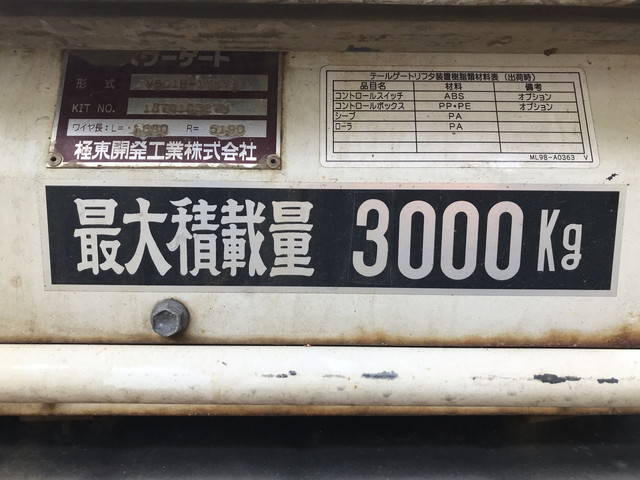 パワーゲート
形 式
KIT NO.
ワイヤ長：L= 1680 R= 5190
極東開発工業株式会社
テールゲートリフタ装置樹脂類材料表（出荷時）
品目名 材料 備考
コントロールスイッチ ABS オプション
コントロールボックス PP・PE オプション
シーブ PA
ローラ PA
ML98-A0363 V
最大積載量 3000Kg